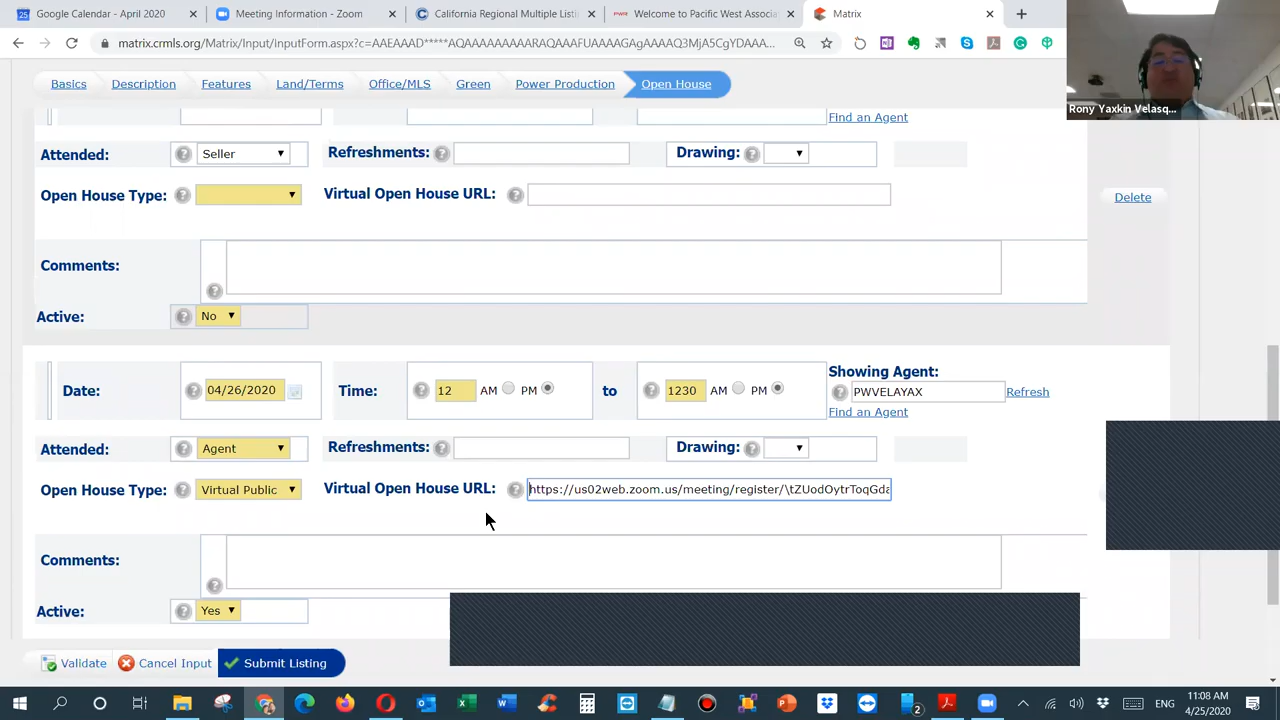 Google Calendar - April 2020
Meeting Information - Zoom
California Regional Multiple Listi
Welcome to Pacific West Associa
Matrix
matrix.crmls.org/Matrix/Input/InputForm.aspx?c=AAEAAAD*****AQAAAAAAAAARAQAAAFUAAAAGAgAAAAQ3MjA5CgYDAAA...
Rony Yaxkin Velasq...
Basics Description Features Land/Terms Office/MLS Green Power Production Open House
Find an Agent
Attended: Seller Refreshments: Drawing:
Open House Type: Virtual Open House URL:
Delete
Comments:
Active: No
Date: 04/26/2020 Time: 12 AM PM to 1230 AM PM
Showing Agent:
PWVELAYAX Refresh
Find an Agent
Attended: Agent Refreshments: Drawing:
Open House Type: Virtual Public Virtual Open House URL: https://us02web.zoom.us/meeting/register/\tZUodOytrToqGda
Comments:
Active: Yes
Validate Cancel Input Submit Listing
ENG
11:08 AM
4/25/2020
2